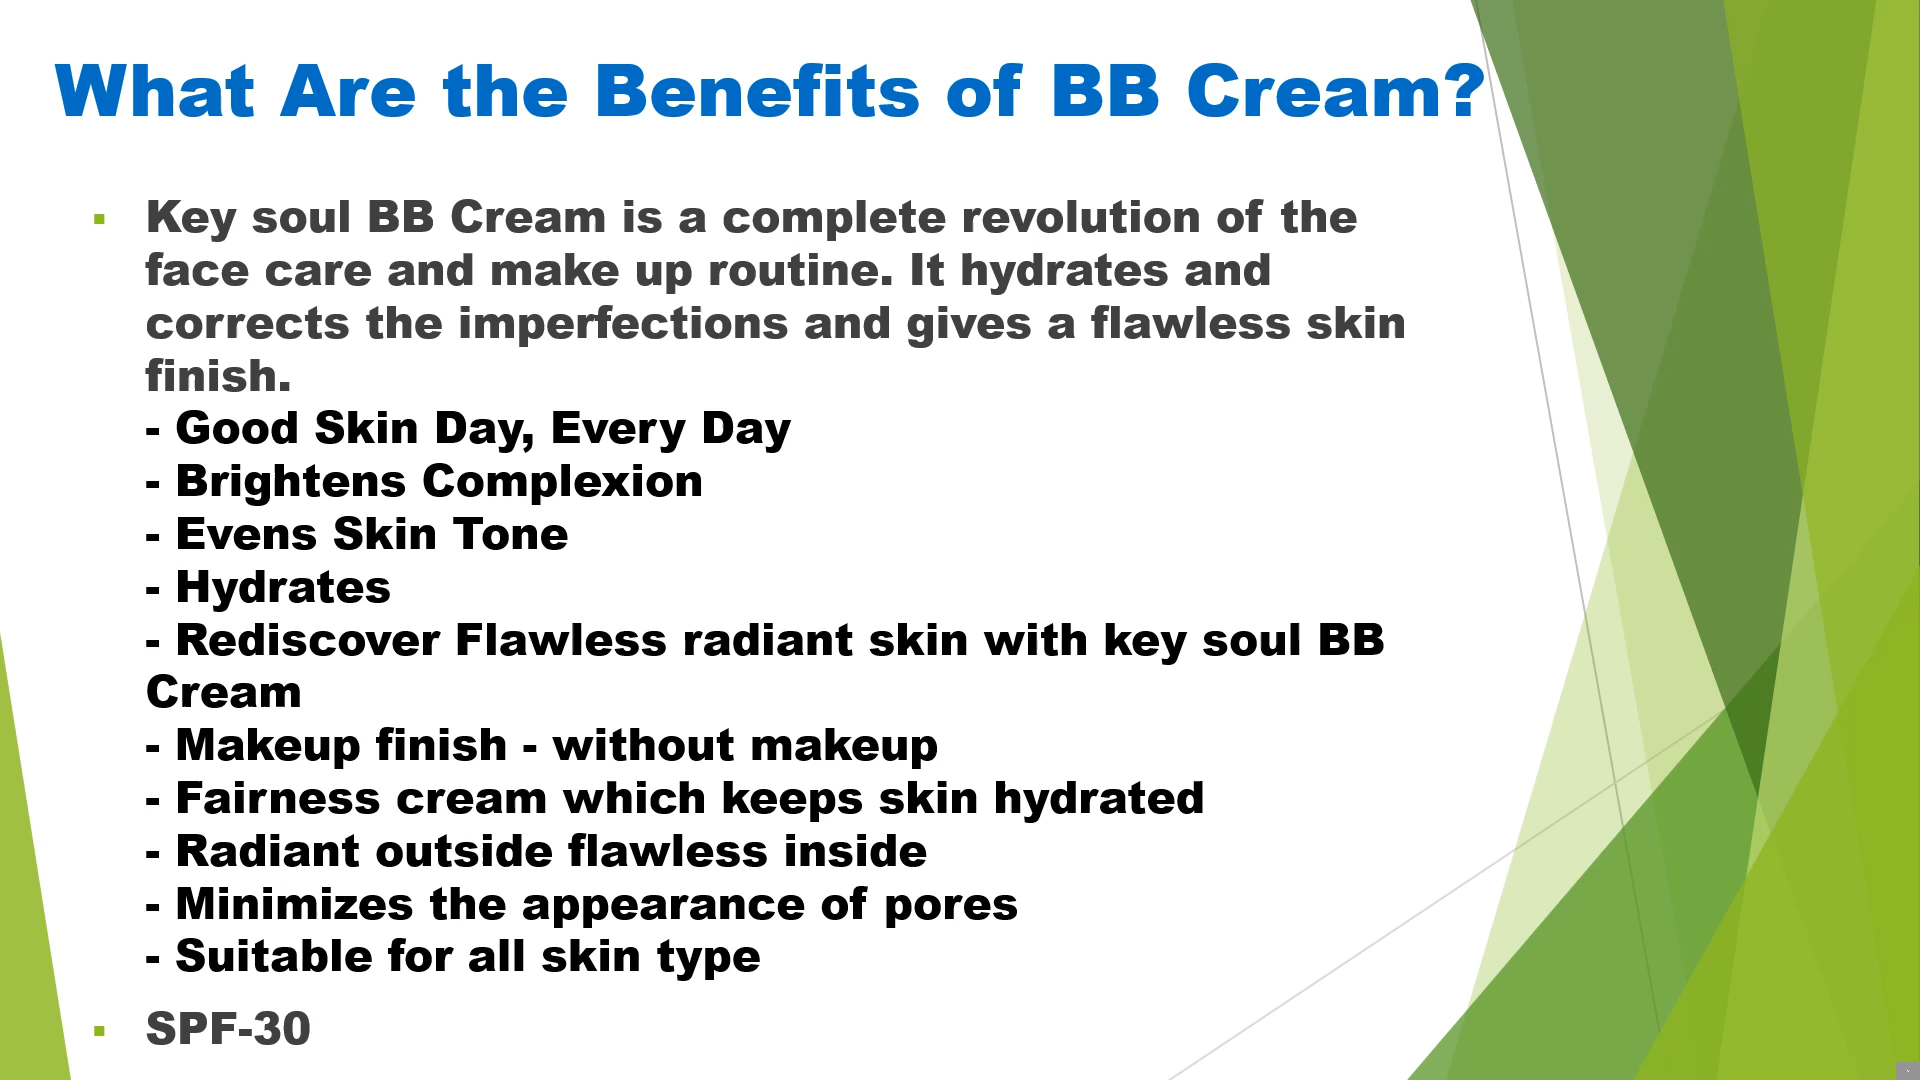 What Are the Benefits of BB Cream?
▪ Key soul BB Cream is a complete revolution of the
face care and make up routine. It hydrates and
corrects the imperfections and gives a flawless skin
finish.
- Good Skin Day, Every Day
- Brightens Complexion
- Evens Skin Tone
- Hydrates
- Rediscover Flawless radiant skin with key soul BB
Cream
- Makeup finish - without makeup
- Fairness cream which keeps skin hydrated
- Radiant outside flawless inside
- Minimizes the appearance of pores
- Suitable for all skin type
▪ SPF-30